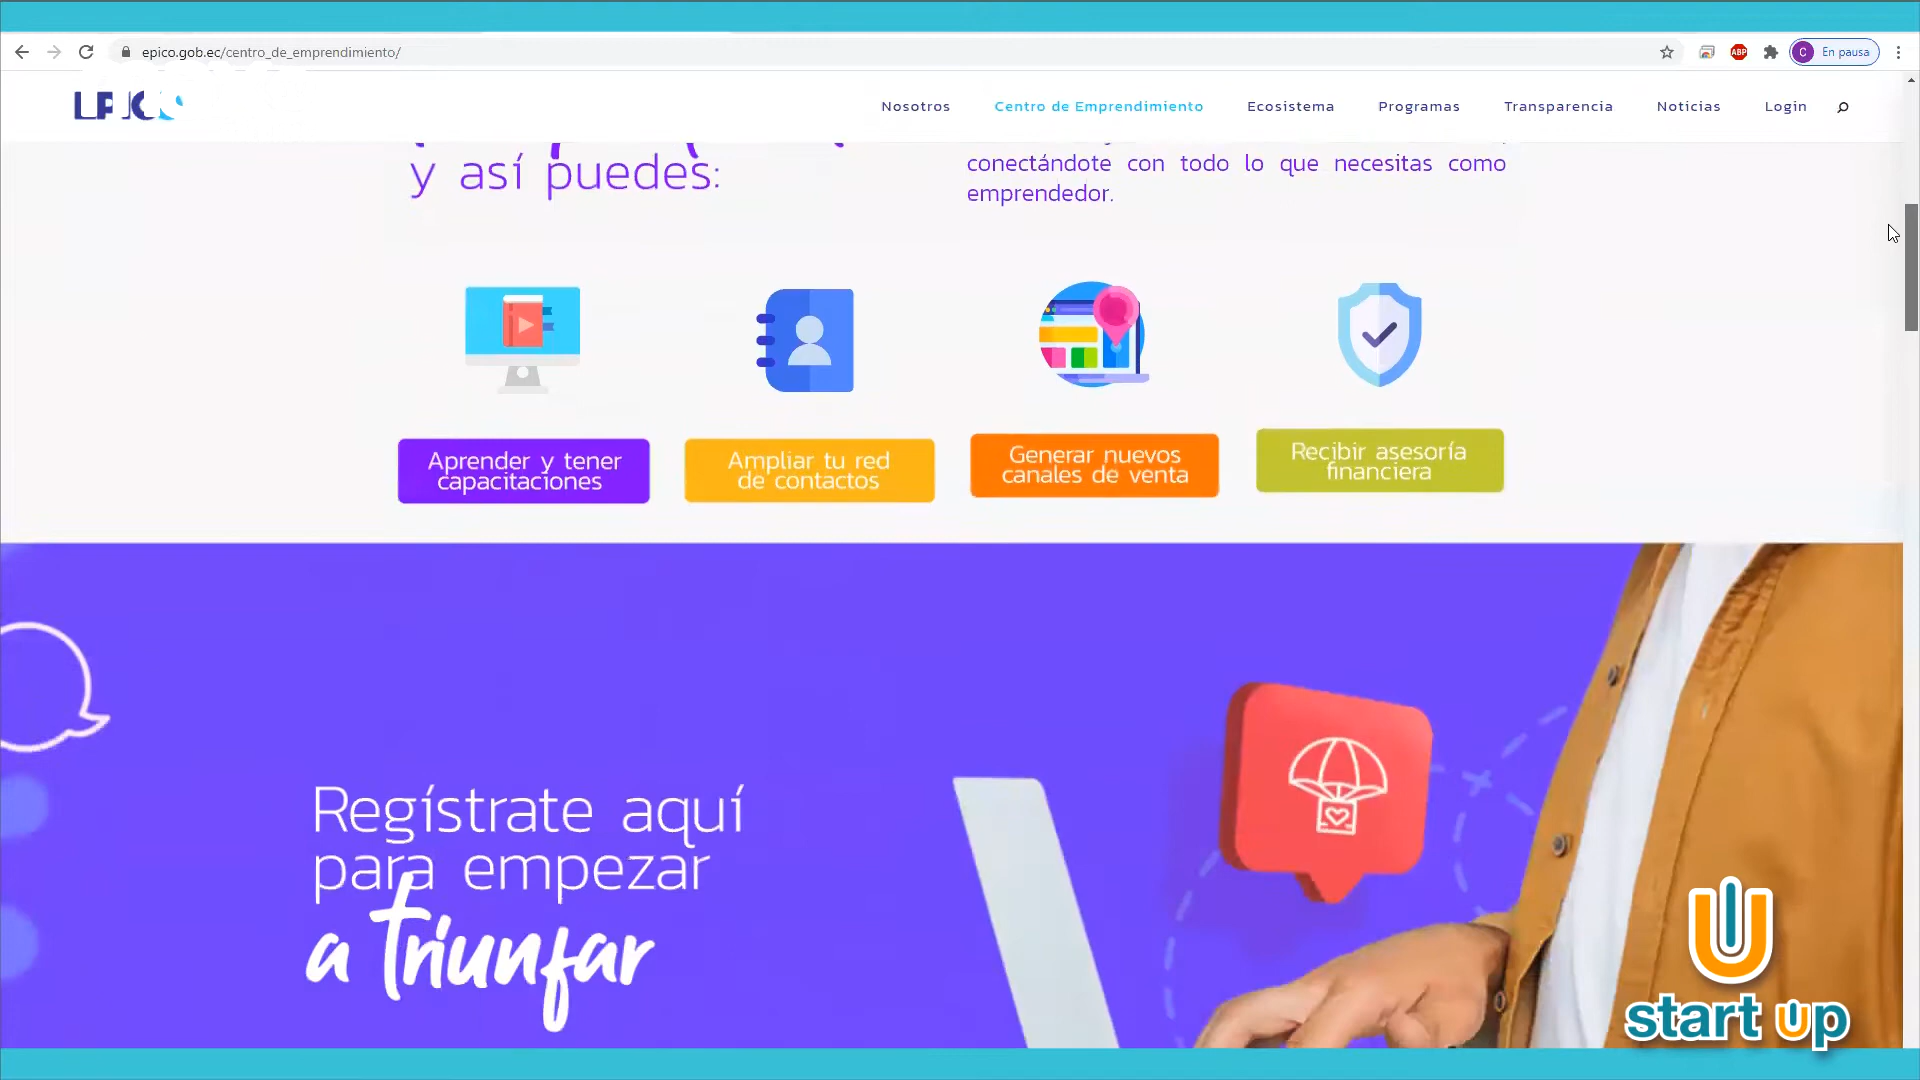 epico.gob.ec/centro_de_emprendimiento/
ABP
C
En pausa
Nosotros
Centro de Emprendimiento
Ecosistema
Programas
Transparencia
Noticias
Login
y así puedes:
conectándote con todo lo que necesitas como
emprendedor.
Aprender y tener
capacitaciones
Ampliar tu red
de contactos
Generar nuevos
canales de venta
Recibir asesoría
financiera
Regístrate aquí
para empezar
a triunfar
start up